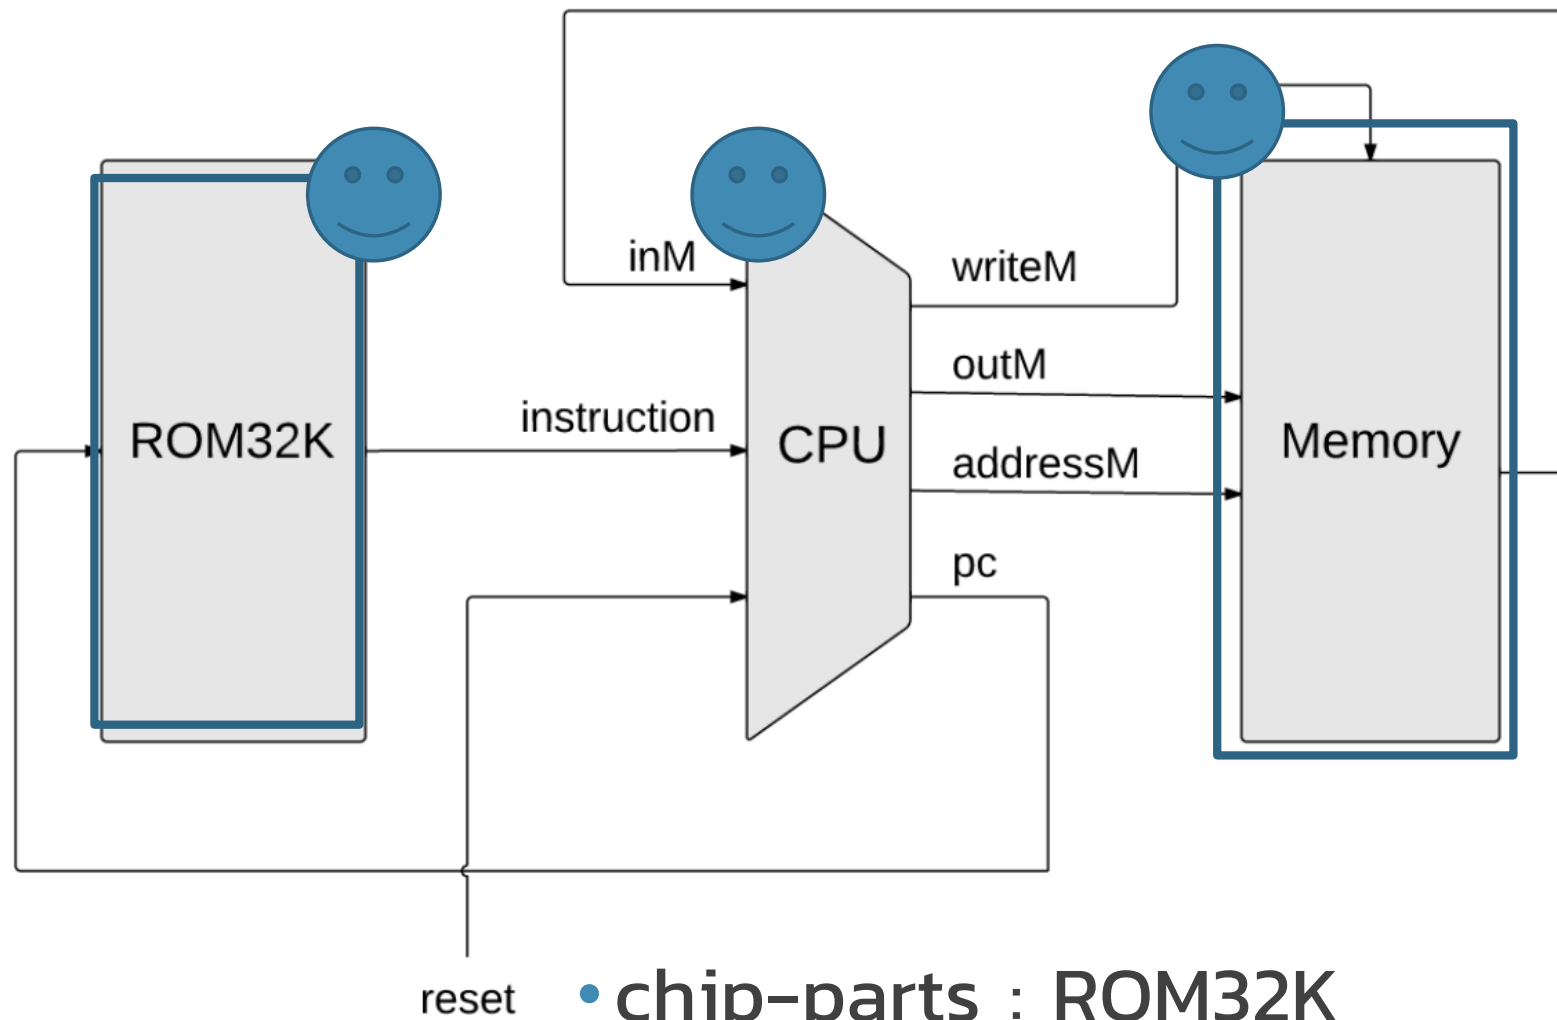 inM
writeM
outM
instruction
ROM32K
CPU
Memory
addressM
pc
reset
• chip-parts : ROM32K